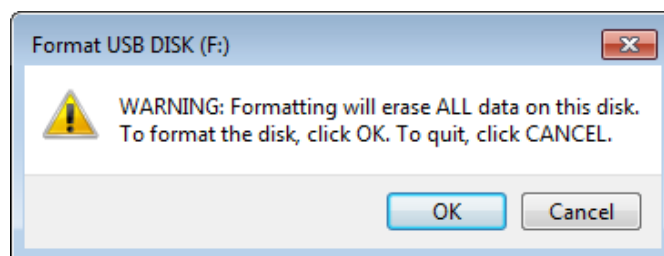 Format USB DISK (F:)
WARNING: Formatting will erase ALL data on this disk.
To format the disk, click OK. To quit, click CANCEL.
OK
Cancel